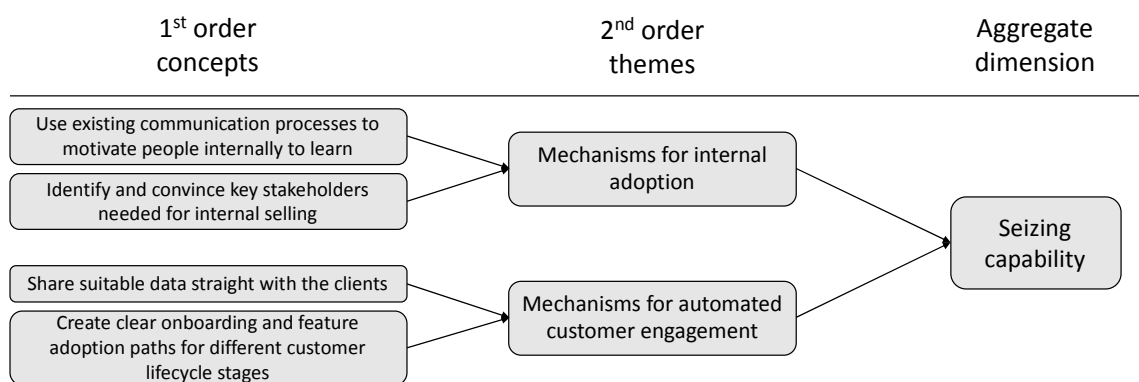 1st order
concepts
2nd order
themes
Aggregate
dimension
Use existing communication processes to
motivate people internally to learn
Identify and convince key stakeholders
needed for internal selling
Mechanisms for internal
adoption
Share suitable data straight with the clients
Create clear onboarding and feature
adoption paths for different customer
lifecycle stages
Mechanisms for automated
customer engagement
Seizing
capability